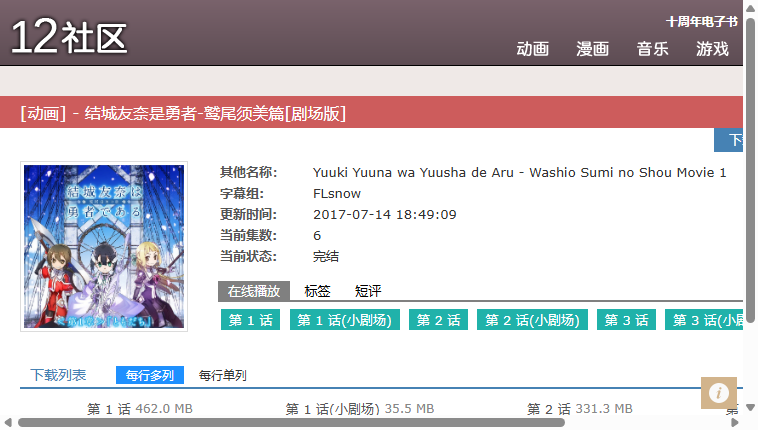 12社区
十周年电子书
动画 漫画 音乐 游戏
[动画] - 结城友奈是勇者-鹫尾须美篇[剧场版]
下
结城友奈は
勇者である
其他名称： Yuuki Yuuna wa Yuusha de Aru - Washio Sumi no Shou Movie 1
字幕组： FLsnow
更新时间： 2017-07-14 18:49:09
当前集数： 6
当前状态： 完结
在线播放 标签 短评
第 1 话 第 1 话(小剧场) 第 2 话 第 2 话(小剧场) 第 3 话 第 3 话(小剧
下载列表 每行多列 每行单列
第 1 话 462.0 MB 第 1 话(小剧场) 35.5 MB 第 2 话 331.3 MB 第